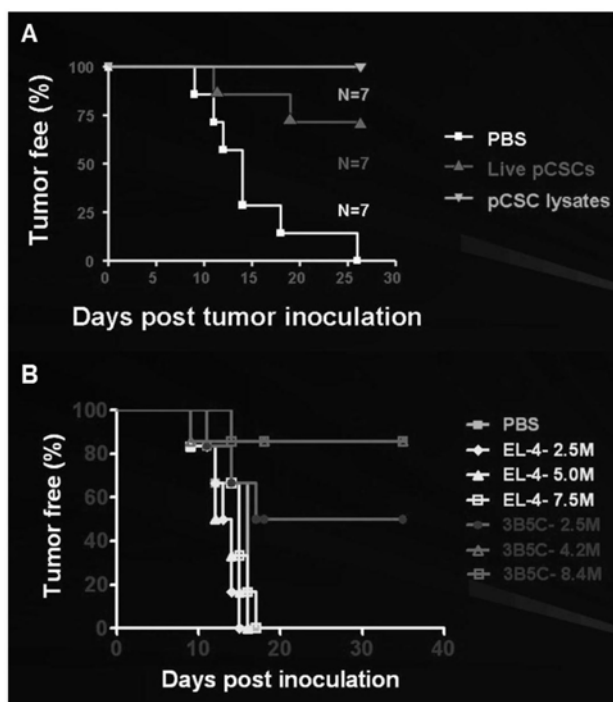 A
100
75
50
25
0
Tumor fee (%)
N=7
N=7
N=7
0 5 10 15 20 25 30
Days post tumor inoculation
PBS
Live pCSCs
pCSC lysates
B
100
80
60
40
20
0
Tumor free (%)
0 10 20 30 40
Days post inoculation
PBS
EL-4- 2.5M
EL-4- 5.0M
EL-4- 7.5M
3B5C- 2.5M
3B5C- 4.2M
3B5C- 8.4M